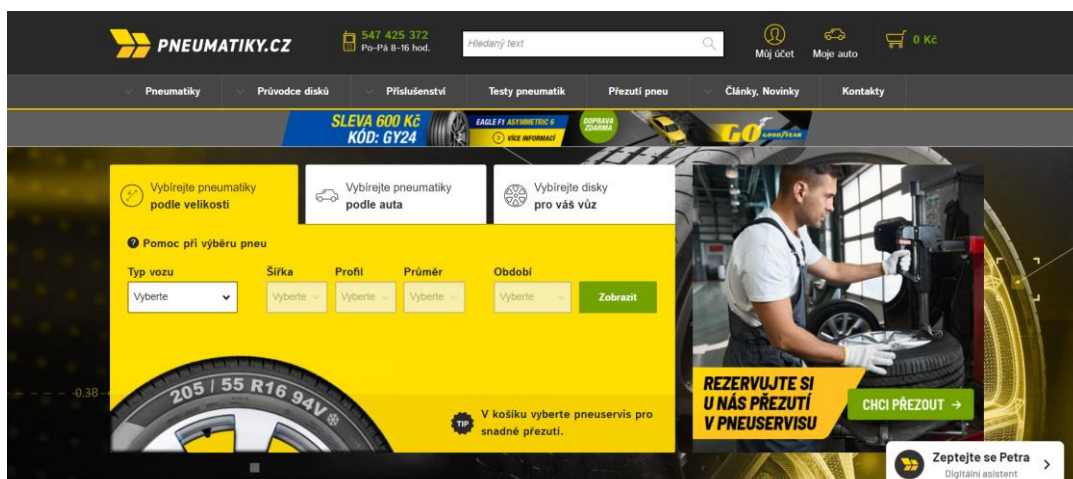 PNEUMATIKY.CZ
547 425 372
Po–Pá 8–16 hod.
Hledaný text
Můj účet
Moje auto
0 Kč
Pneumatiky
Průvodce disků
Příslušenství
Testy pneumatik
Přezutí pneu
Články, Novinky
Kontakty
SLEVA 600 Kč
KÓD: GY24
EAGLE F1 ASYMMETRIC 6
VÍCE INFORMACÍ
DOPRAVA
ZDARMA
GO GOODYEAR
Vybírejte pneumatiky
podle velikosti
Vybírejte pneumatiky
podle auta
Vybírejte disky
pro váš vůz
Pomoc při výběru pneu
Typ vozu
Šířka
Profil
Průměr
Období
Vyberte
Vyberte
Vyberte
Vyberte
Vyberte
Zobrazit
0.38
205 / 55 R16 94V
TIP
V košíku vyberte pneuservis pro
snadné přezutí.
REZERVUJTE SI
U NÁS PŘEZUTÍ
V PNEUSERVISU
CHCI PŘEZOUT →
Zeptejte se Petra
Digitální asistent